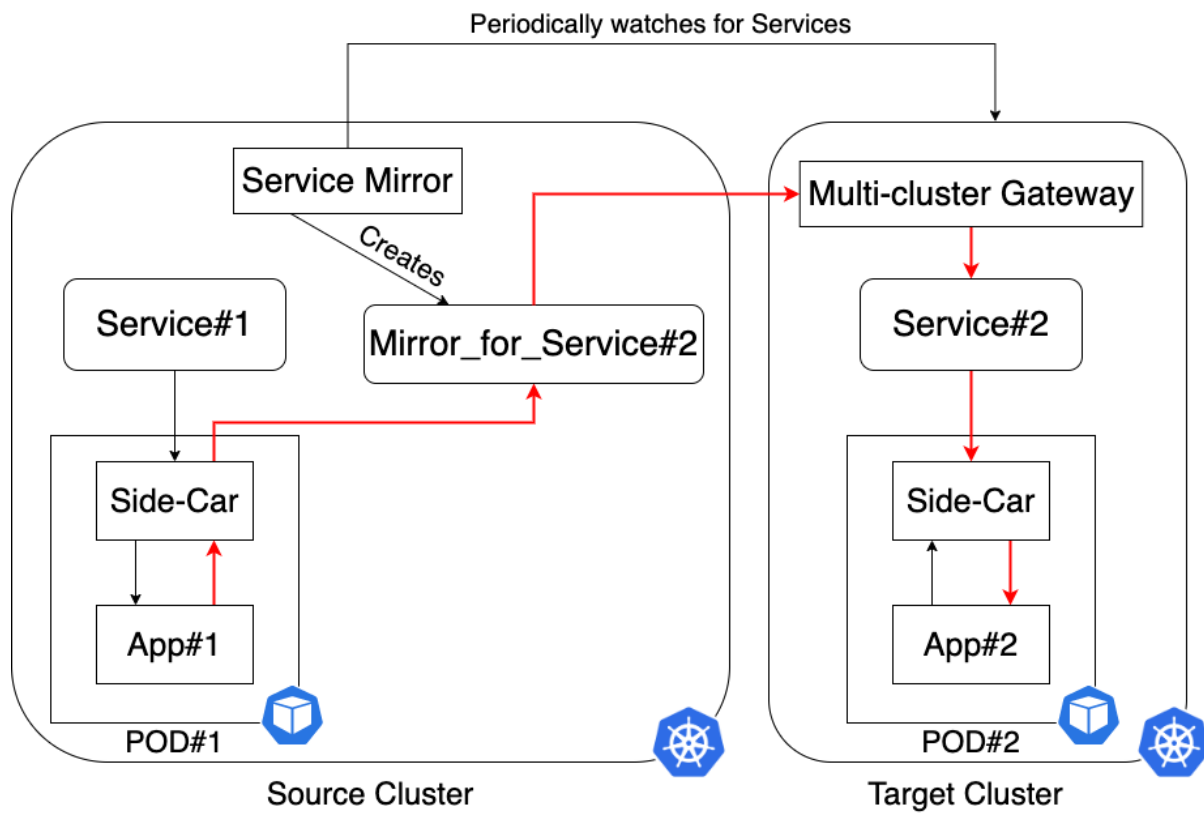 Periodically watches for Services
Service Mirror
Multi-cluster Gateway
Creates
Service#1
Mirror_for_Service#2
Service#2
Side-Car
Side-Car
App#1
App#2
POD#1
POD#2
Source Cluster
Target Cluster